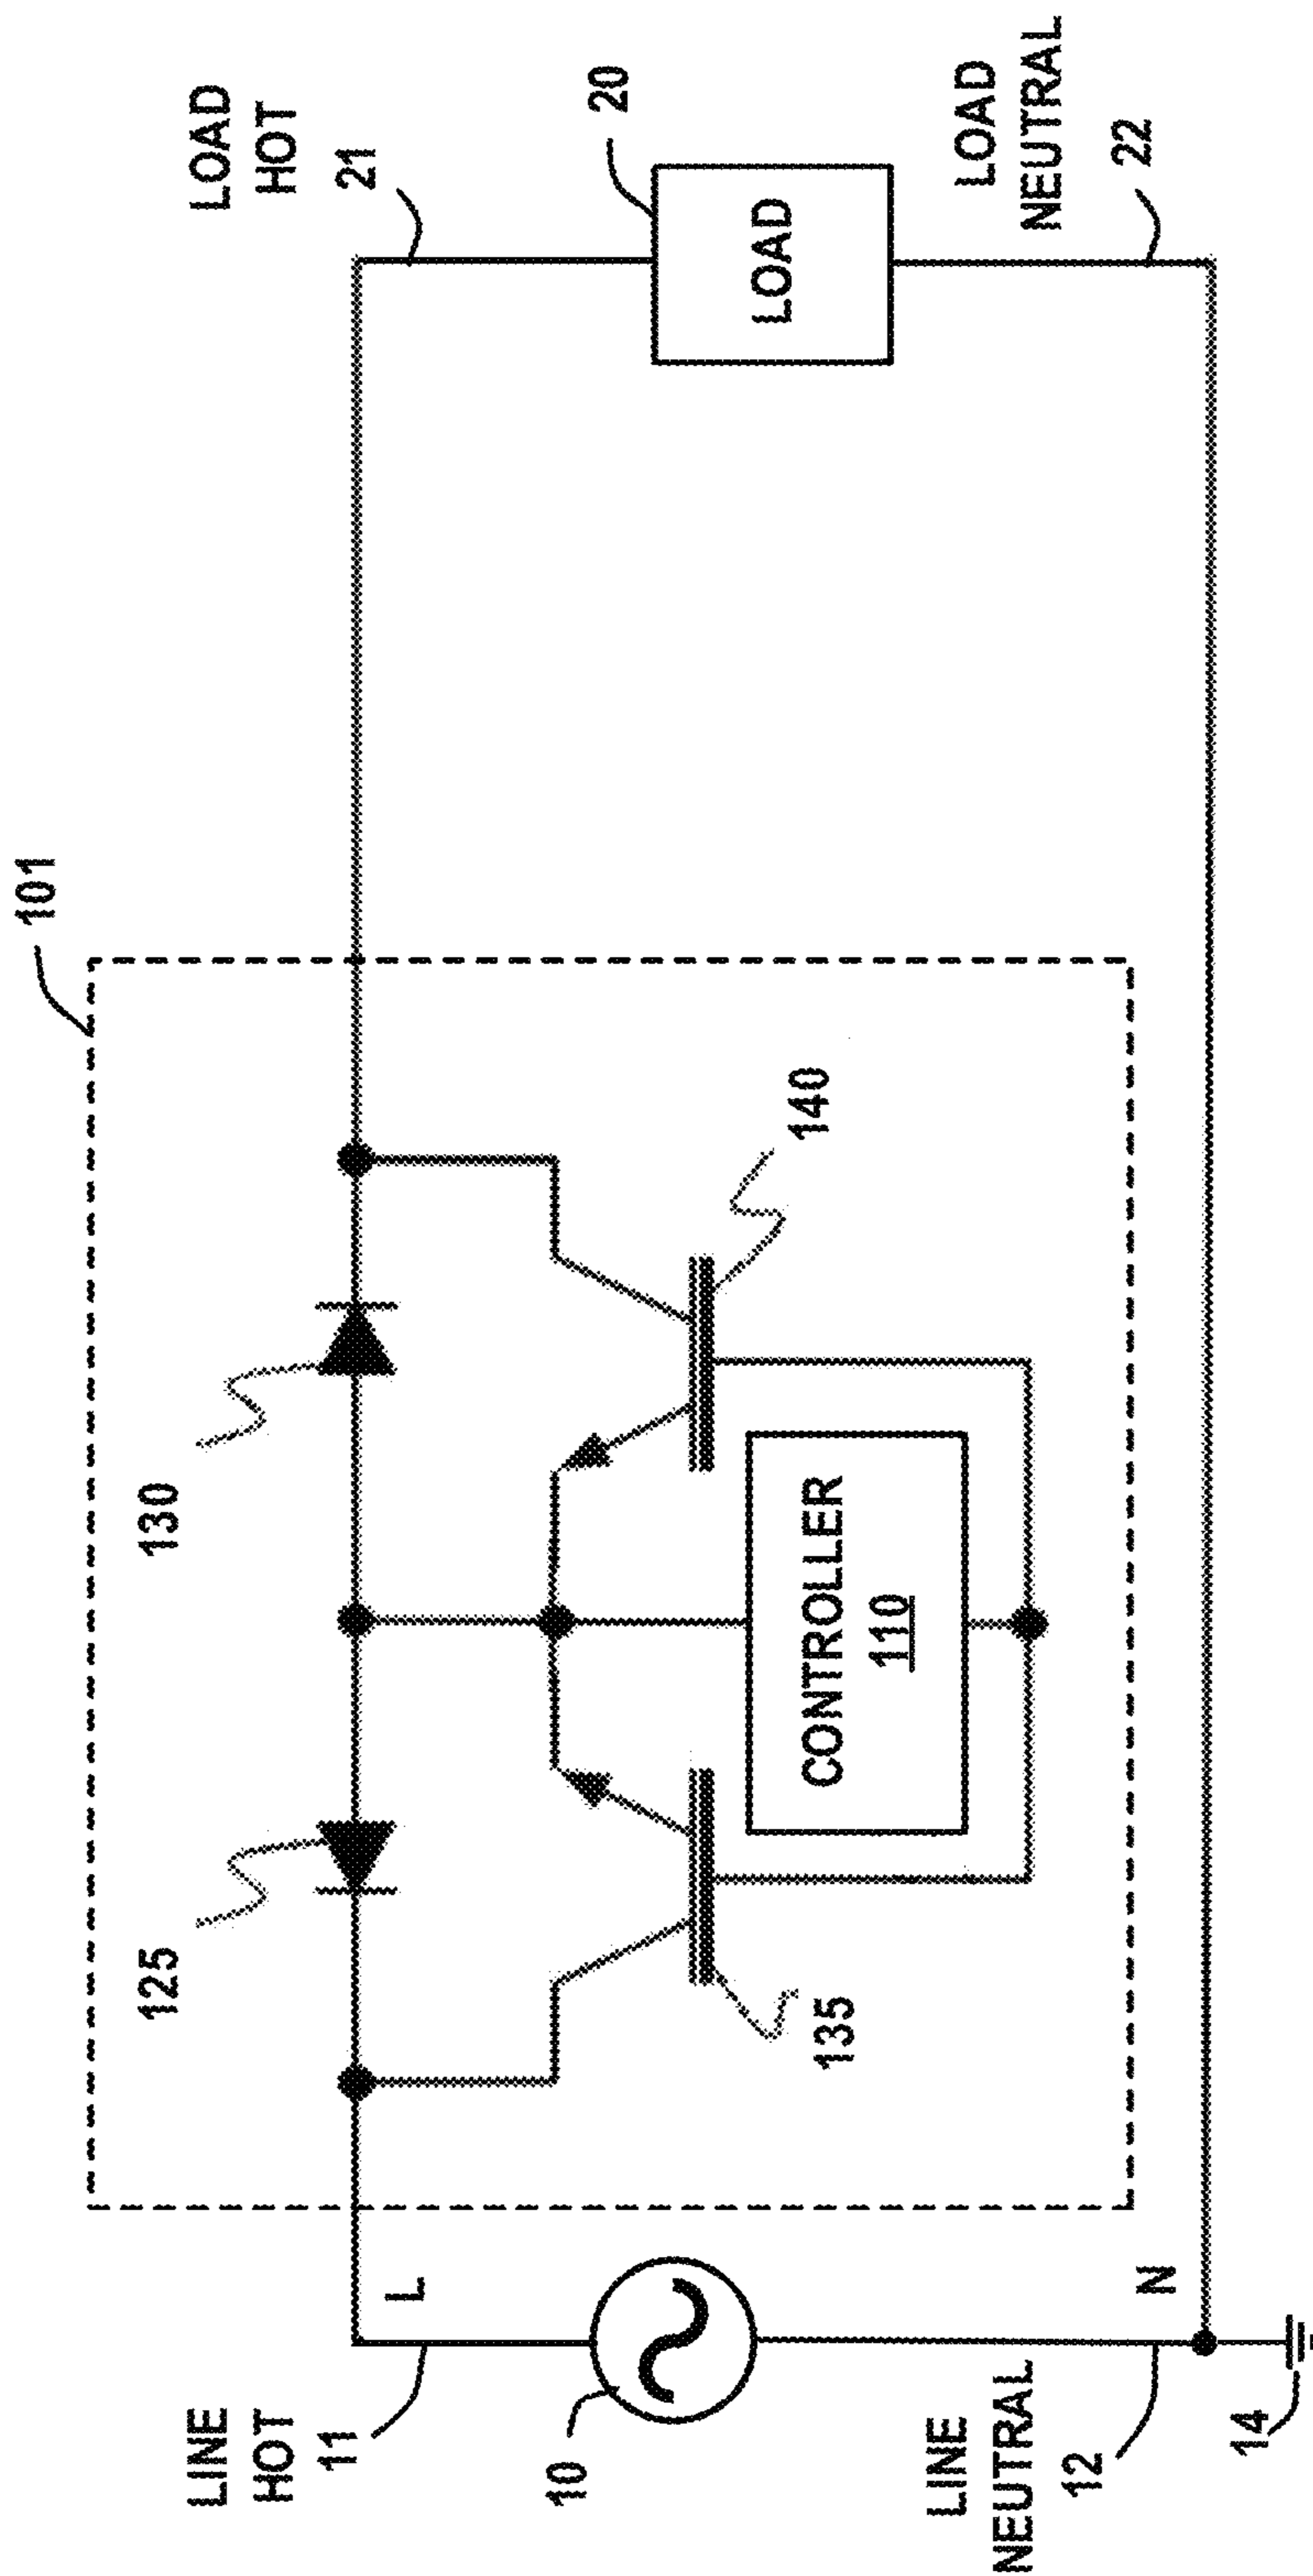 101
LINE
HOT
11
125
130
LOAD
HOT
21
L
10
135
CONTROLLER
110
140
20
LOAD
LINE
NEUTRAL
12
N
14
LOAD
NEUTRAL
22